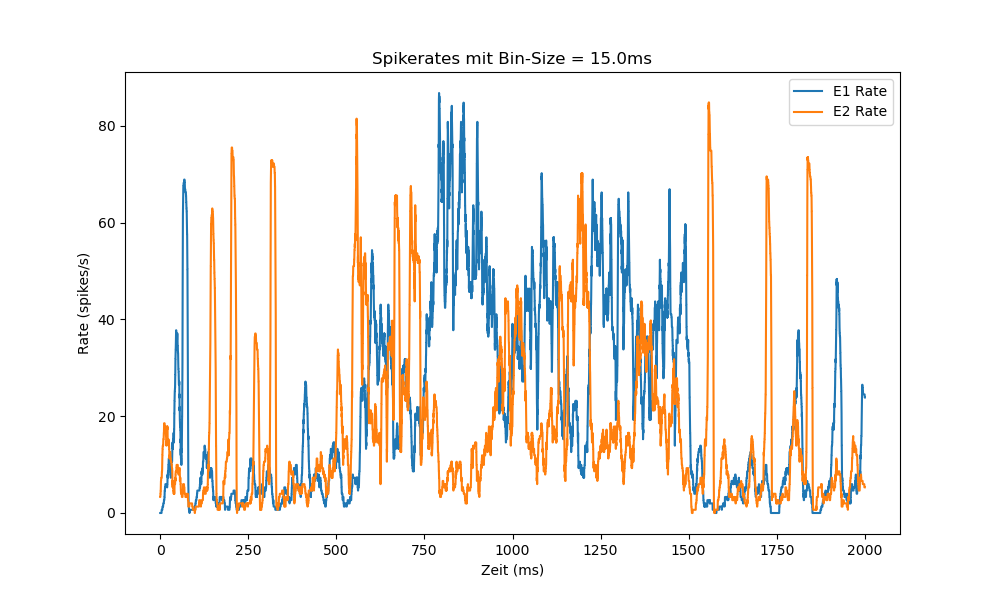 Spikerates mit Bin-Size = 15.0ms
E1 Rate
E2 Rate
80
60
40
20
0
Rate (spikes/s)
0 250 500 750 1000 1250 1500 1750 2000
Zeit (ms)